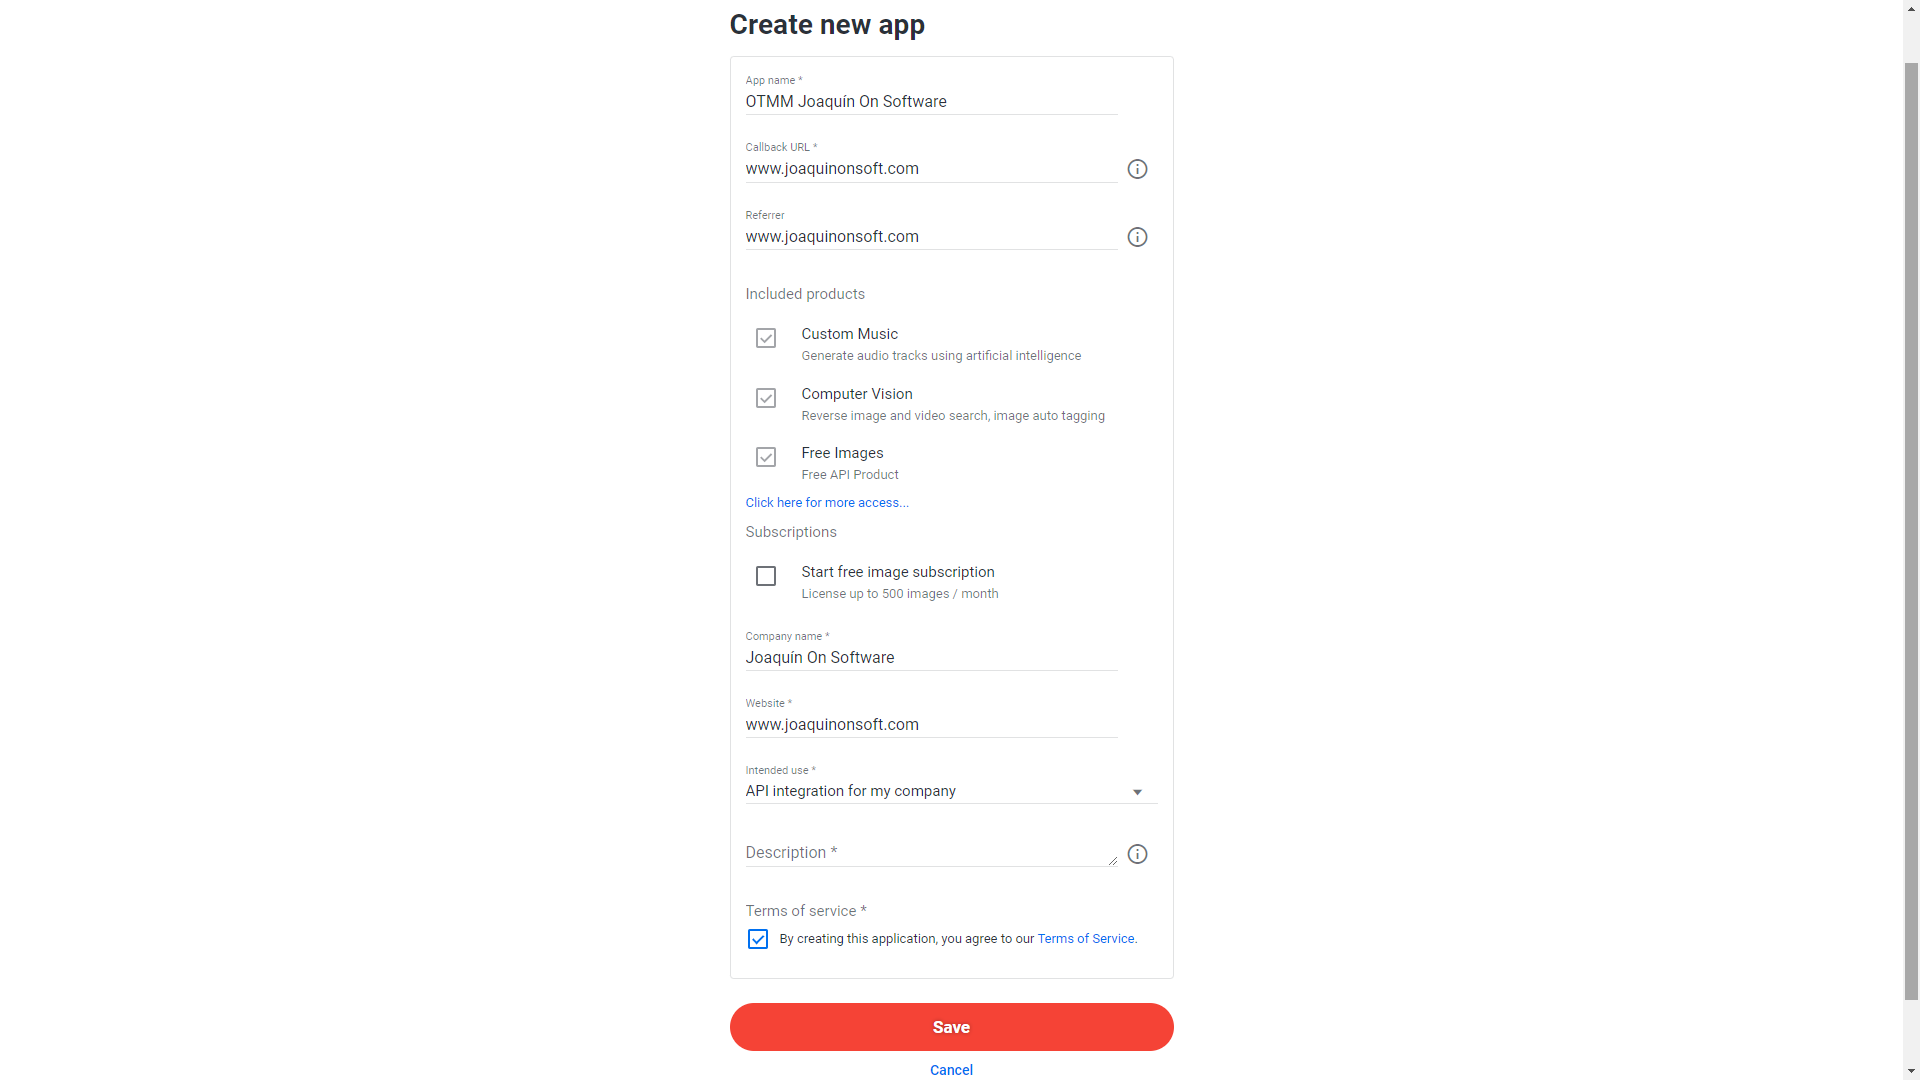 Create new app
App name *
OTMM Joaquín On Software
Callback URL *
www.joaquinonsoft.com
Referrer
www.joaquinonsoft.com
Included products
Custom Music
Generate audio tracks using artificial intelligence
Computer Vision
Reverse image and video search, image auto tagging
Free Images
Free API Product
Click here for more access...
Subscriptions
Start free image subscription
License up to 500 images / month
Company name *
Joaquín On Software
Website *
www.joaquinonsoft.com
Intended use *
API integration for my company
Description *
Terms of service *
By creating this application, you agree to our Terms of Service.
Save
Cancel